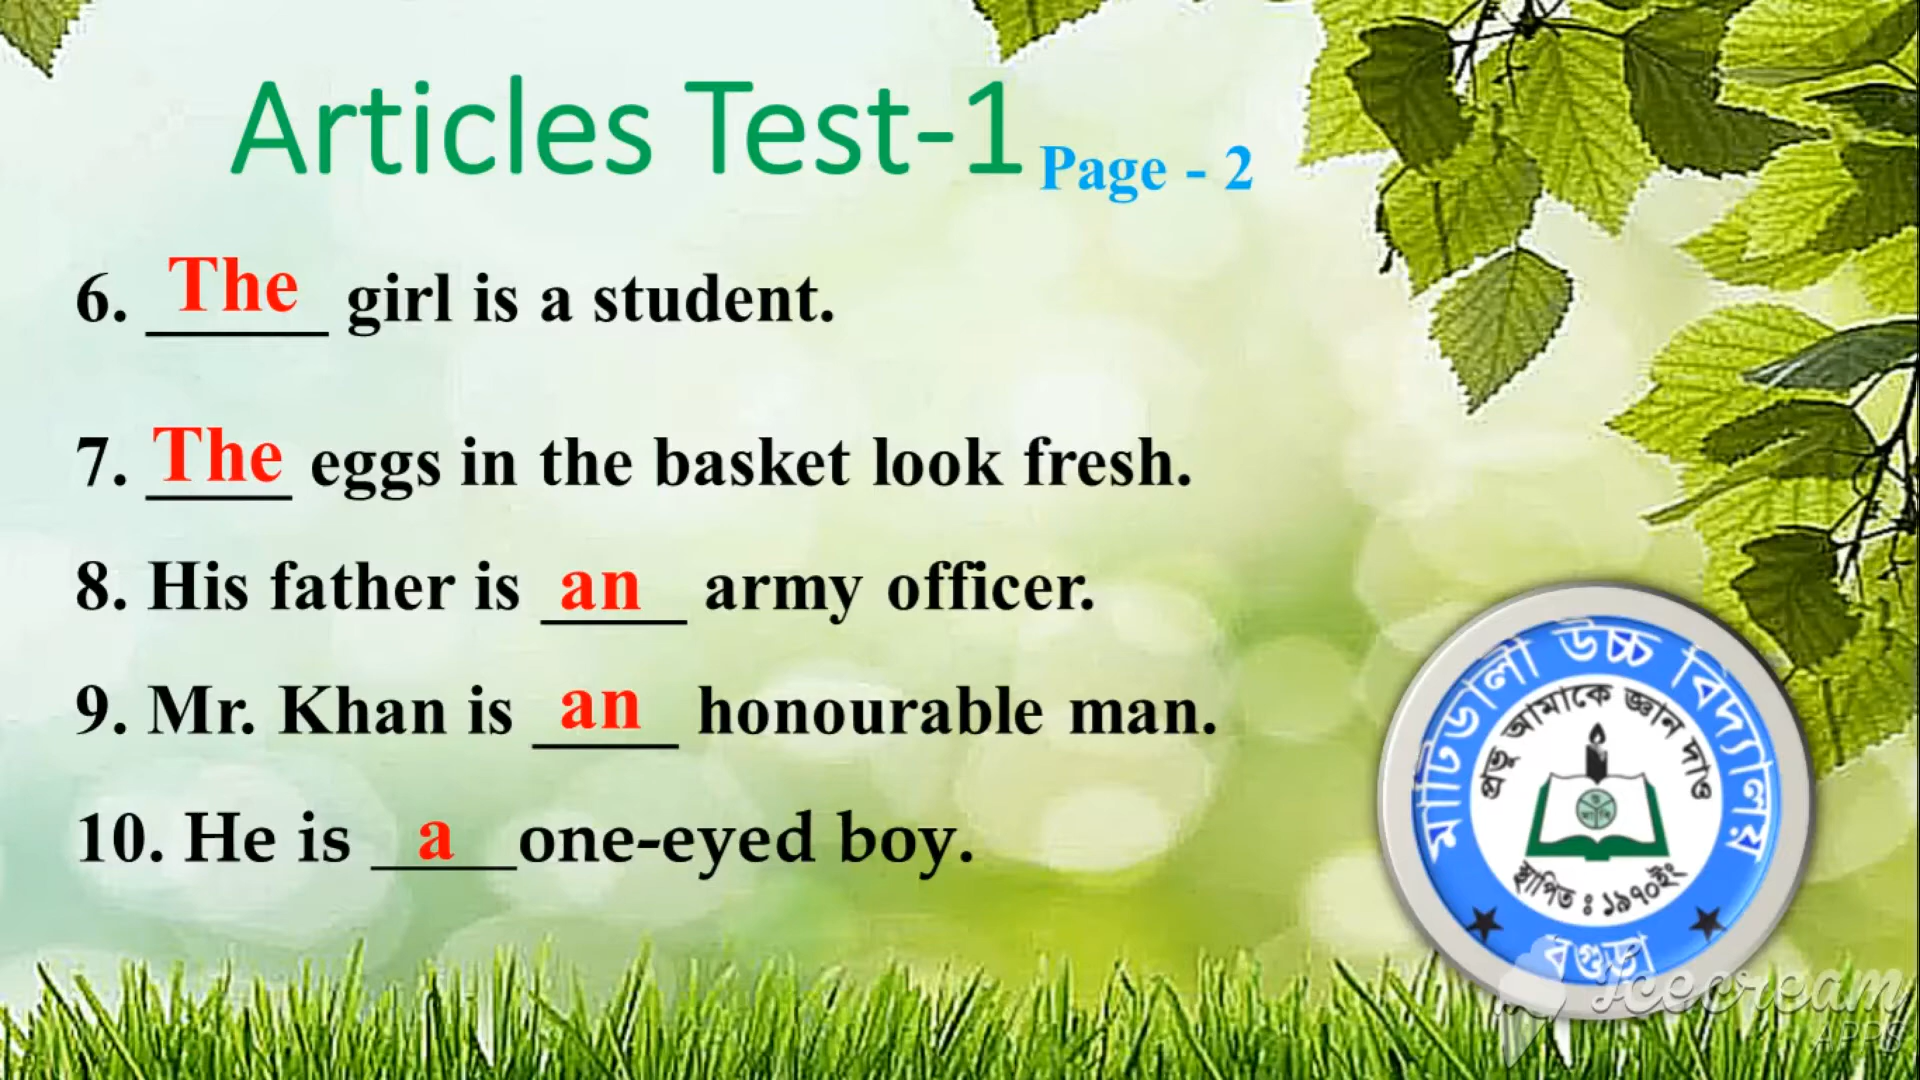 Articles Test-1 Page - 2
6. The girl is a student.
7. The eggs in the basket look fresh.
8. His father is an army officer.
9. Mr. Khan is an honourable man.
10. He is a one-eyed boy.
মাটিডালী উচ্চ বিদ্যালয়
প্রভু আমাকে জ্ঞান দাও
স্থাপিত : ১৯৭০ইং
বগুড়া
Icecream
APPS